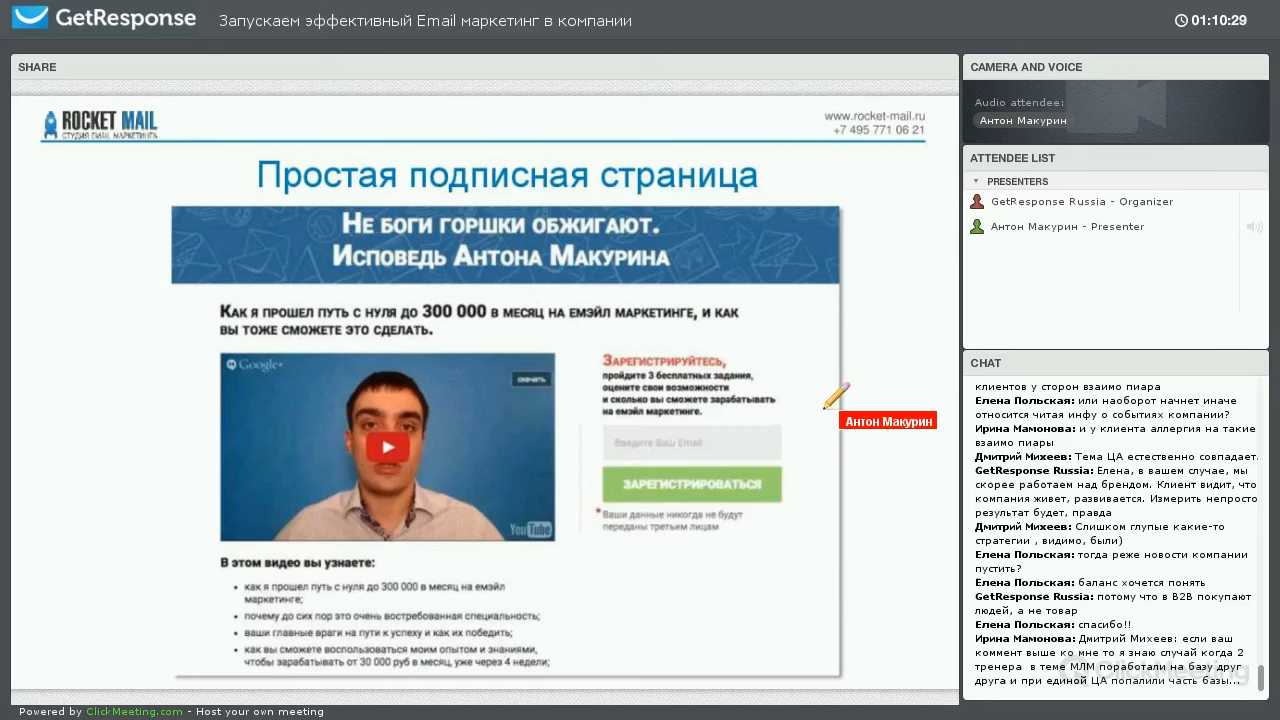 GetResponse Запускаем эффективный Email маркетинг в компании 01:10:29
SHARE
ROCKET MAIL
СТУДИЯ EMAIL МАРКЕТИНГА
www.rocket-mail.ru
+7 495 771 06 21
Простая подписная страница
Не боги горшки обжигают.
Исповедь Антона Макурина
Как я прошел путь с нуля до 300 000 в месяц на емэйл маркетинге, и как
вы тоже сможете это сделать.
Google+
скачать
YouTube
Зарегистрируйтесь,
пройдите 3 бесплатных задания,
оцените свои возможности
и сколько вы сможете зарабатывать
на емэйл маркетинге.
Введите Ваш Email
ЗАРЕГИСТРИРОВАТЬСЯ
* Ваши данные никогда не будут
переданы третьим лицам
Антон Макурин
В этом видео вы узнаете:
• как я прошел путь с нуля до 300 000 в месяц на емэйл
маркетинге;
• почему до сих пор это очень востребованная специальность;
• ваши главные враги на пути к успеху и как их победить;
• как вы сможете воспользоваться моим опытом и знаниями,
чтобы зарабатывать от 30 000 руб в месяц, уже через 4 недели;
CAMERA AND VOICE
Audio attendee:
Антон Макурин
ATTENDEE LIST
PRESENTERS
GetResponse Russia - Organizer
Антон Макурин - Presenter
CHAT
клиентов у сторон взаимо пиара
Елена Польская: или наоборот начнет иначе
относится читая инфу о событиях компании?
Ирина Мамонова: и у клиента аллергия на такие
взаимо пиары
Дмитрий Михеев: Тема ЦА естественно совпадает.
GetResponse Russia: Елена, в вашем случае, мы
скорее работаем над брендом. Клиент видит, что
компания живет, развивается. Измерить непросто
результат будет, правда
Дмитрий Михеев: Слишком глупые какие-то
стратегии , видимо, были)
Елена Польская: тогда реже новости компании
пустить?
Елена Польская: баланс хочется понять
GetResponse Russia: потому что в B2B покупают
людей, а не товар
Елена Польская: спасибо!!
Ирина Мамонова: Дмитрий Михеев: если ваш
коммент выше ко мне то я знаю случай когда 2
тренера в теме МЛМ поработали на базу друг
друга и при единой ЦА попалили часть базы...
ClickMeeting
Powered by ClickMeeting.com - Host your own meeting